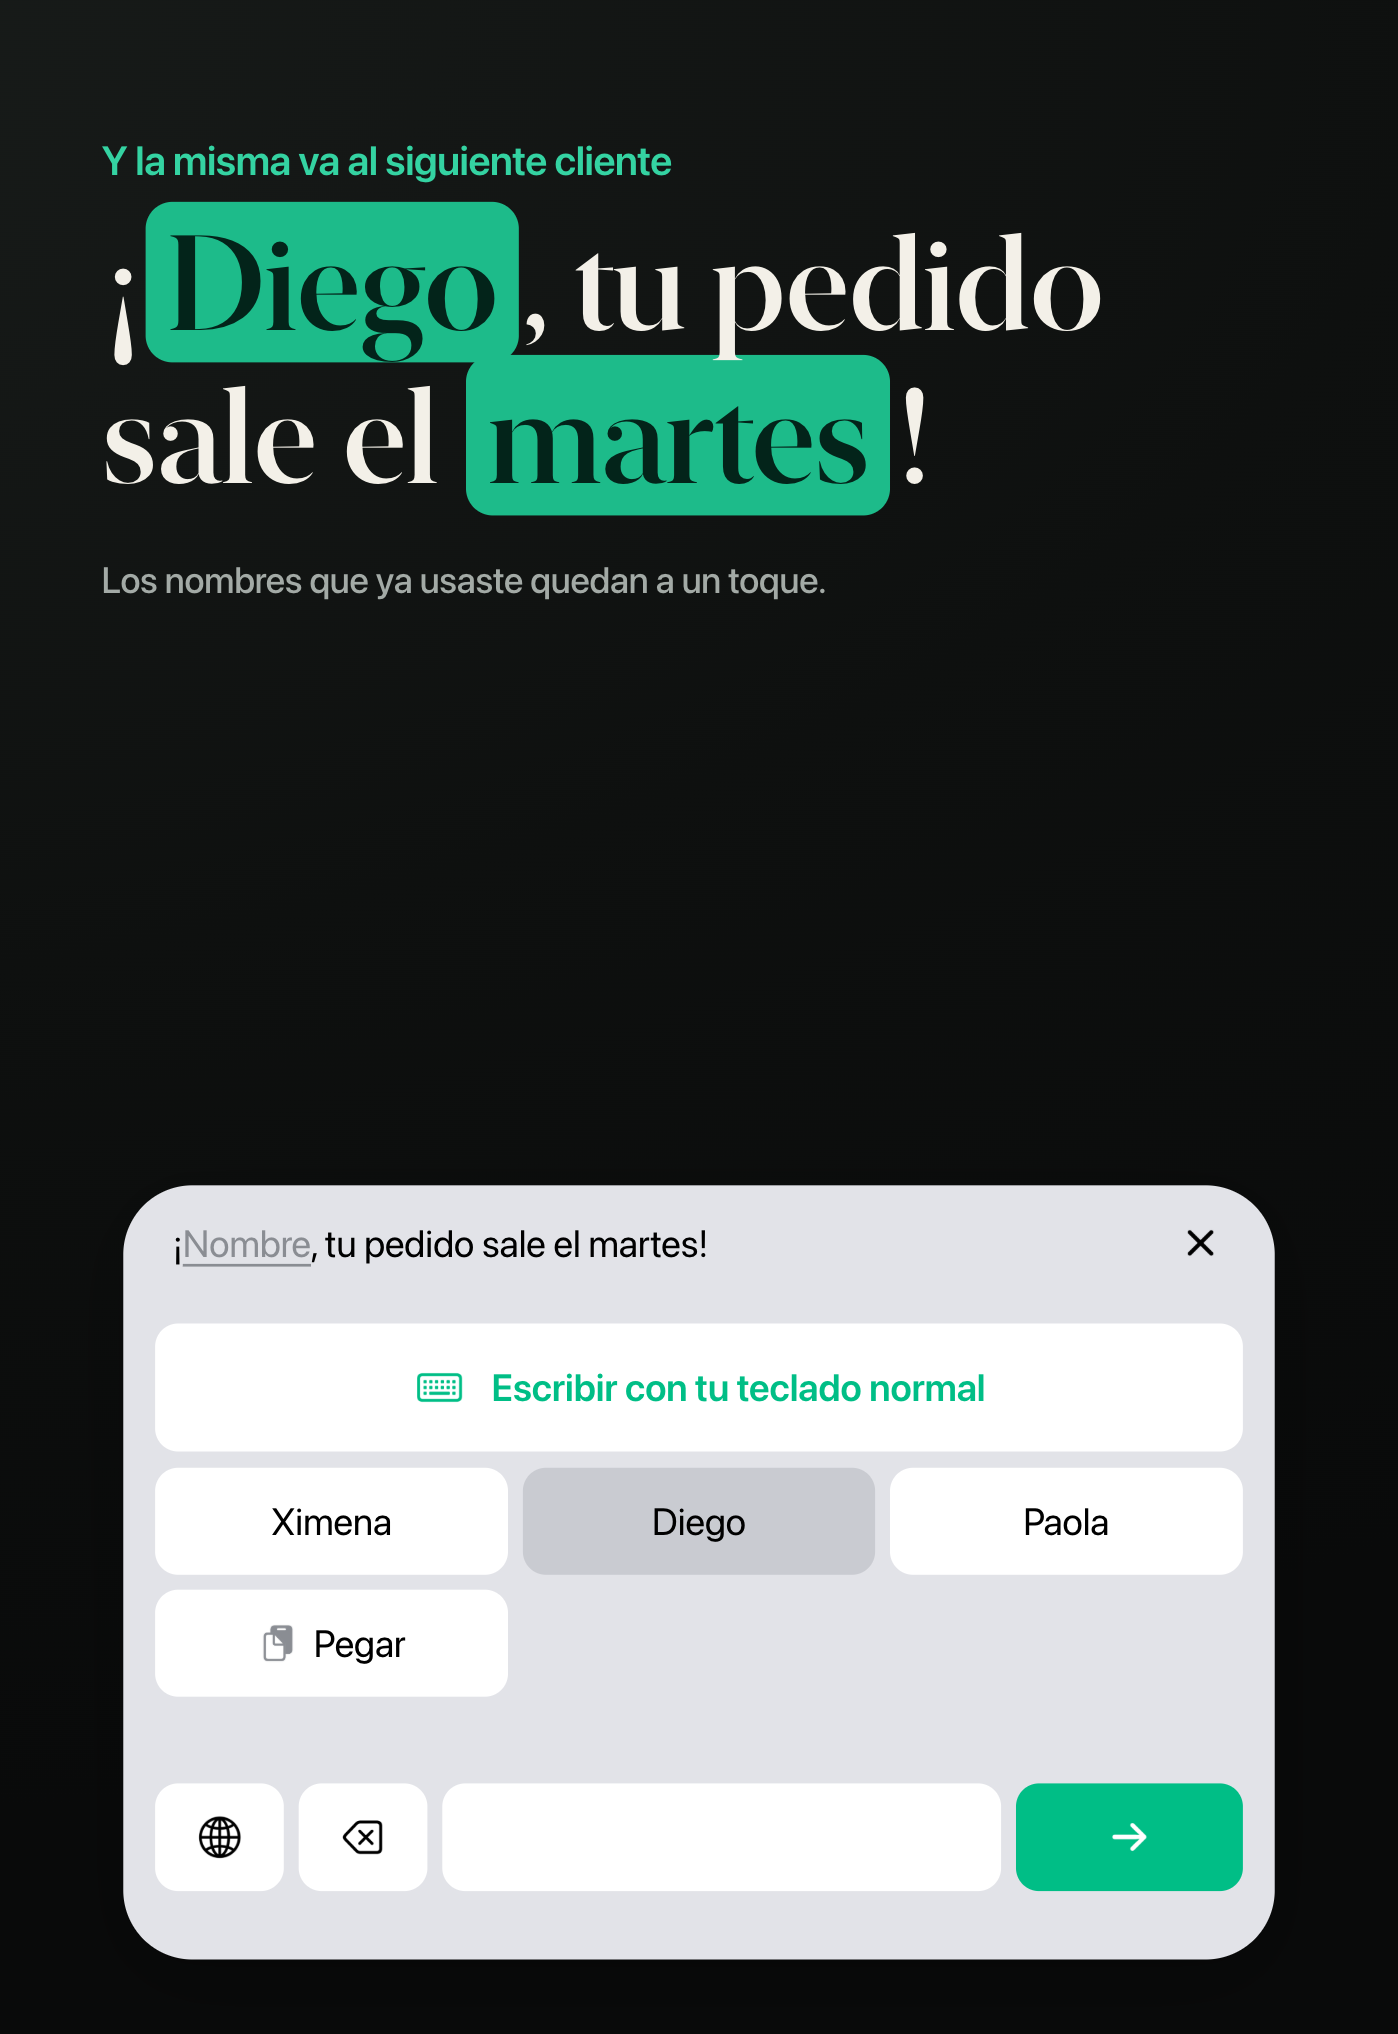 Y la misma va al siguiente cliente
¡Diego, tu pedido
sale el martes!
Los nombres que ya usaste quedan a un toque.
¡Nombre, tu pedido sale el martes!
Escribir con tu teclado normal
Ximena
Diego
Paola
Pegar